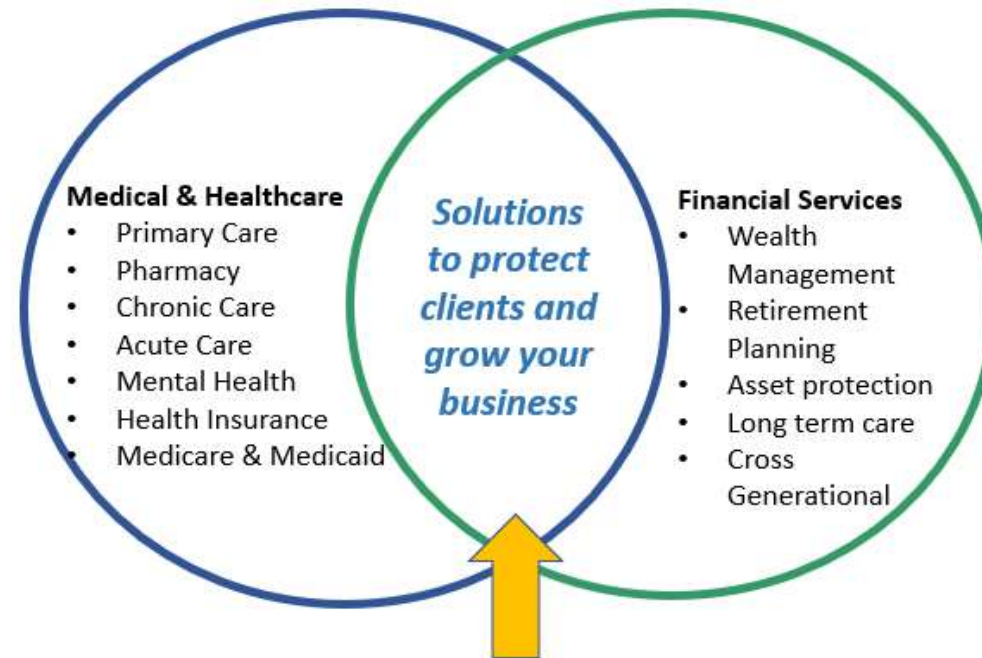 Medical & Healthcare
• Primary Care
• Pharmacy
• Chronic Care
• Acute Care
• Mental Health
• Health Insurance
• Medicare & Medicaid
Solutions
to protect
clients and
grow your
business
Financial Services
• Wealth
Management
• Retirement
Planning
• Asset protection
• Long term care
• Cross
Generational